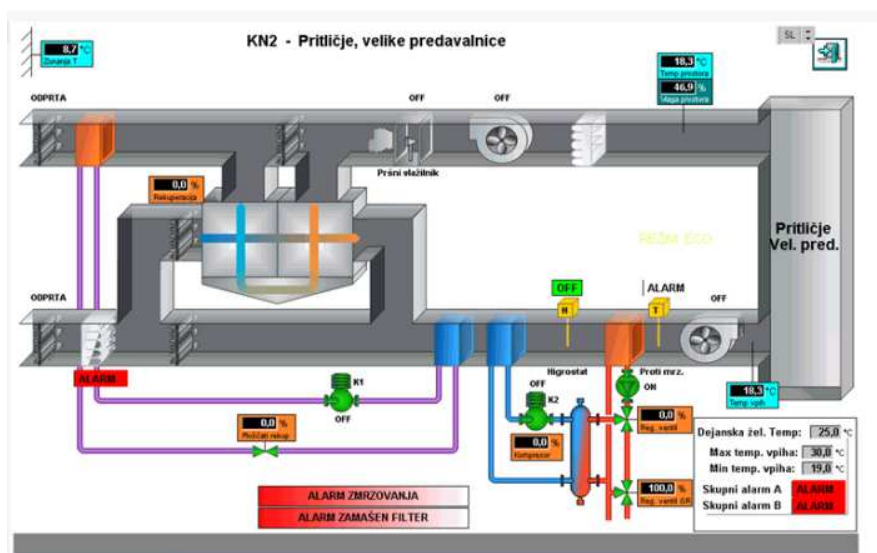 KN2 - Pritličje, velike predavalnice
SL
8,7 °C
Zunanja T
18,3 °C
Temp prostora
46,9 %
Vlaga prostora
ODPRTA
OFF
OFF
Pršni vlažilnik
0,0 %
Rekuperacija
Pritličje
Vel. pred.
REŽIM ECO
ODPRTA
OFF
ALARM
OFF
H
T
ALARM
K1
OFF
Higrostat
Proti mrz.
ON
18,3 °C
Temp vpih
OFF
K2
0,0 %
Ploščati rekup
0,0 %
Kompresor
0,0 %
Reg. ventil
100,0 %
Reg. ventil GR
Dejanska žel. Temp: 25,0 °C
Max temp. vpiha: 30,0 °C
Min temp. vpiha: 19,0 °C
Skupni alarm A ALARM
Skupni alarm B ALARM
ALARM ZMRZOVANJA
ALARM ZAMAŠEN FILTER